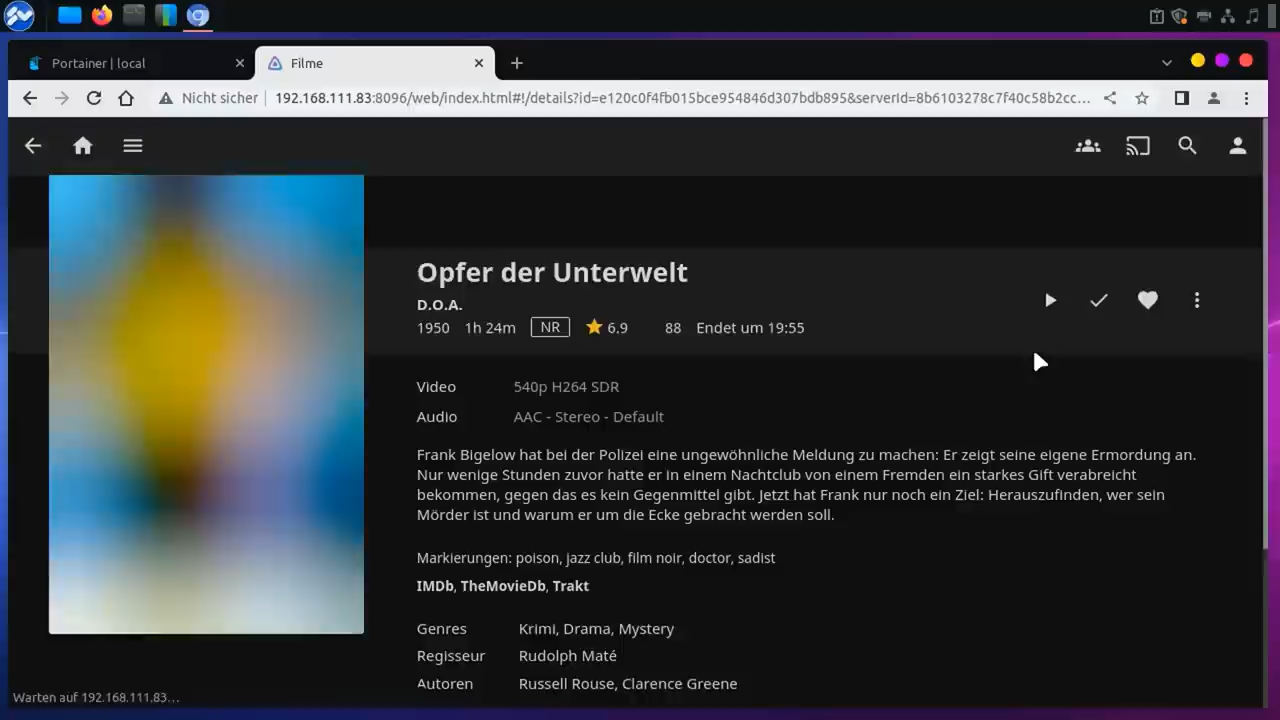 Portainer | local
Filme
Nicht sicher
192.168.111.83:8096/web/index.html#!/details?id=e120c0f4fb015bce954846d307bdb895&serverId=8b6103278c7f40c58b2cc...
Opfer der Unterwelt
D.O.A.
1950 1h 24m NR 6.9 88 Endet um 19:55
Video 540p H264 SDR
Audio AAC - Stereo - Default
Frank Bigelow hat bei der Polizei eine ungewöhnliche Meldung zu machen: Er zeigt seine eigene Ermordung an.
Nur wenige Stunden zuvor hatte er in einem Nachtclub von einem Fremden ein starkes Gift verabreicht
bekommen, gegen das es kein Gegenmittel gibt. Jetzt hat Frank nur noch ein Ziel: Herauszufinden, wer sein
Mörder ist und warum er um die Ecke gebracht werden soll.
Markierungen: poison, jazz club, film noir, doctor, sadist
IMDb, TheMovieDb, Trakt
Genres Krimi, Drama, Mystery
Regisseur Rudolph Maté
Autoren Russell Rouse, Clarence Greene
Warten auf 192.168.111.83…